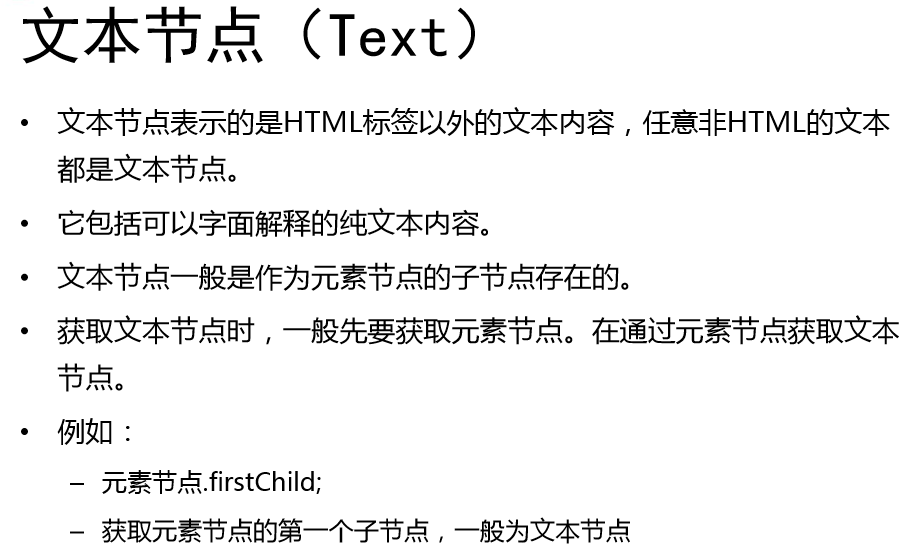 文本节点（Text）
• 文本节点表示的是HTML标签以外的文本内容，任意非HTML的文本
都是文本节点。
• 它包括可以字面解释的纯文本内容。
• 文本节点一般是作为元素节点的子节点存在的。
• 获取文本节点时，一般先要获取元素节点。在通过元素节点获取文本
节点。
• 例如：
– 元素节点.firstChild;
– 获取元素节点的第一个子节点，一般为文本节点